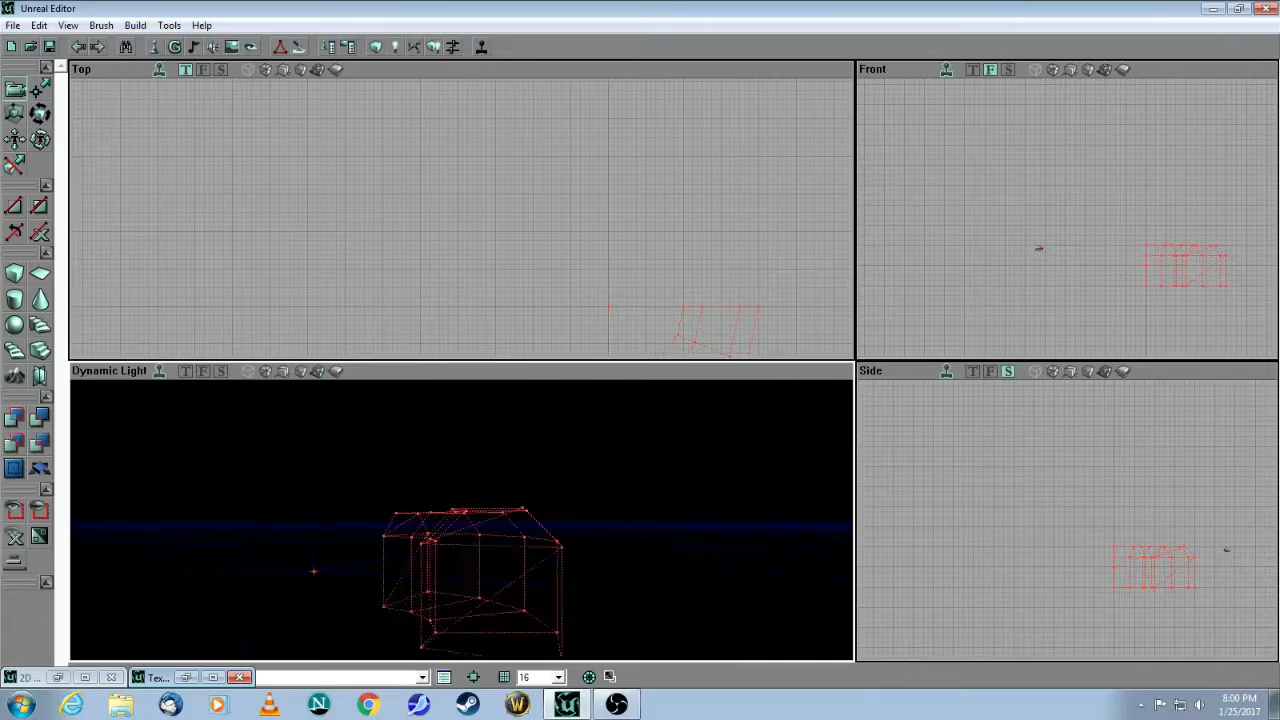 Unreal Editor
File Edit View Brush Build Tools Help
Top T F S
Front T F S
Dynamic Light T F S
Side T F S
2D ...
Tex...
16
8:00 PM
1/25/2017